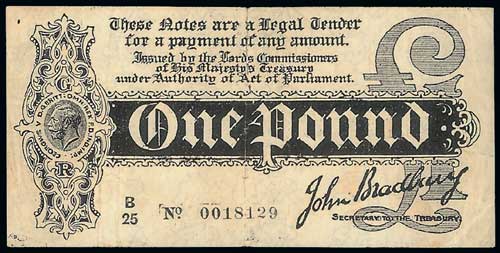 These Notes are a Legal Tender
for a payment of any amount.
Issued by the Lords Commissioners
of His Majesty's Treasury
under Authority of Act of Parliament.
£
G
R
One Pound
John Bradbury
SECRETARY TO THE TREASURY.
B
25
No 0018129